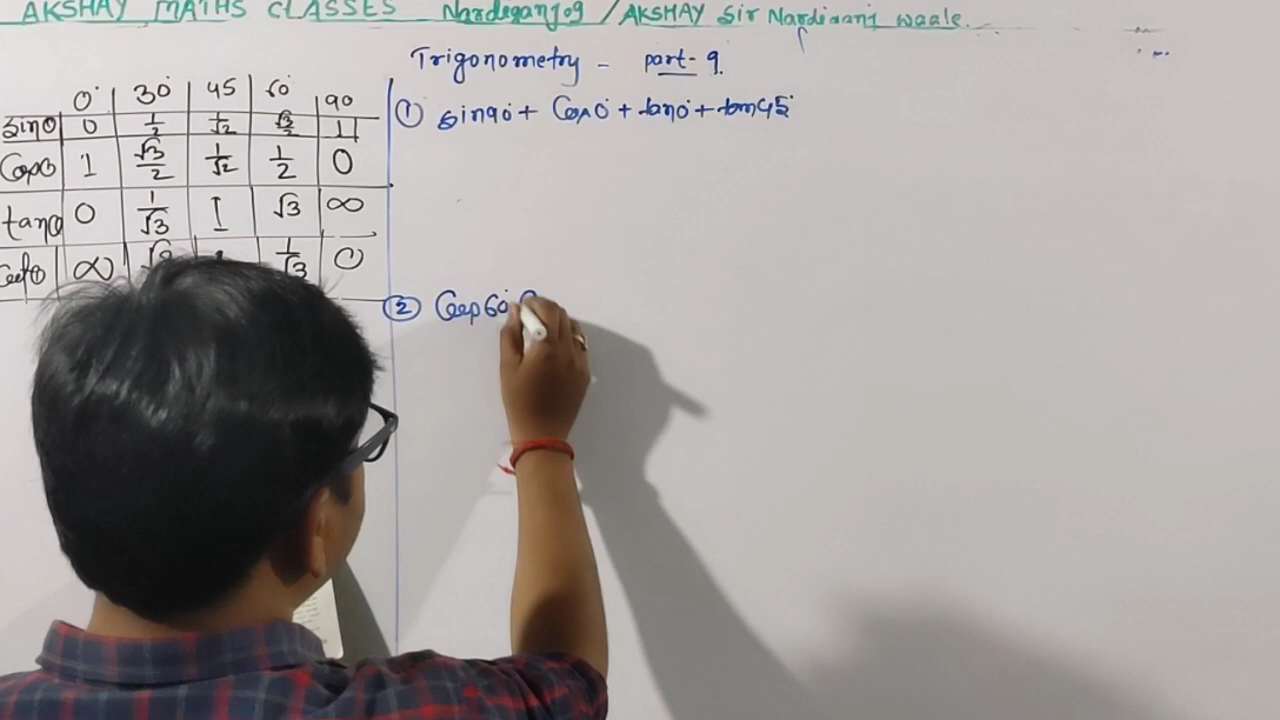 AKSHAY MATHS CLASSES Nardiganj09 / AKSHAY Sir Nardiganj waale.
Trigonometry - part- 9.
0° 30° 45 60° 90
sinθ 0 1/2 1/√2 √3/2 1
Cosθ 1 √3/2 1/√2 1/2 0
tanθ 0 1/√3 1 √3 ∞
Cotθ ∞ 1/√3 0
① sin90° + Cos0° + tan0° + tan45°
② Cos60°